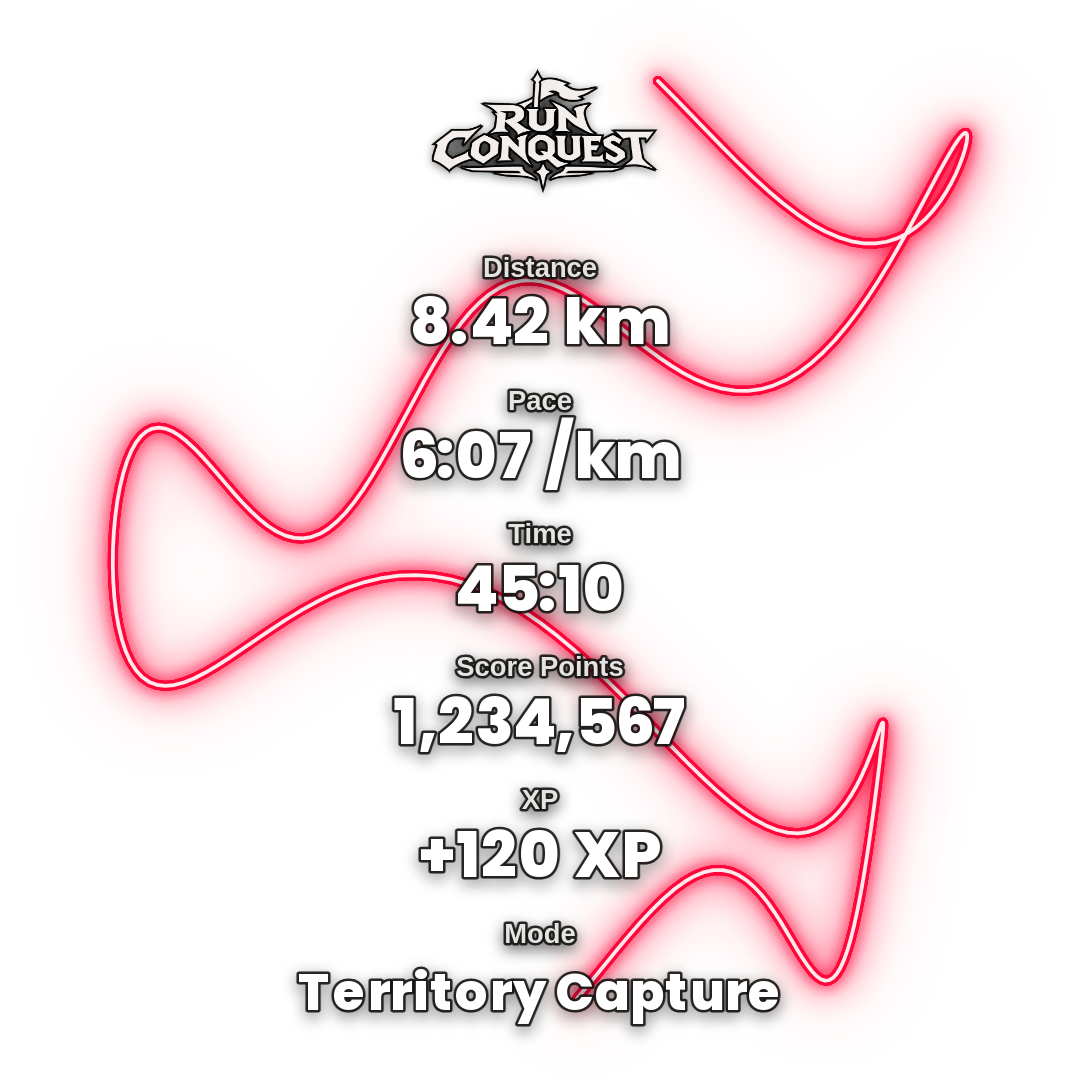 RUN
CONQUEST
Distance
8.42 km
Pace
6:07 /km
Time
45:10
Score Points
1,234,567
XP
+120 XP
Mode
Territory Capture